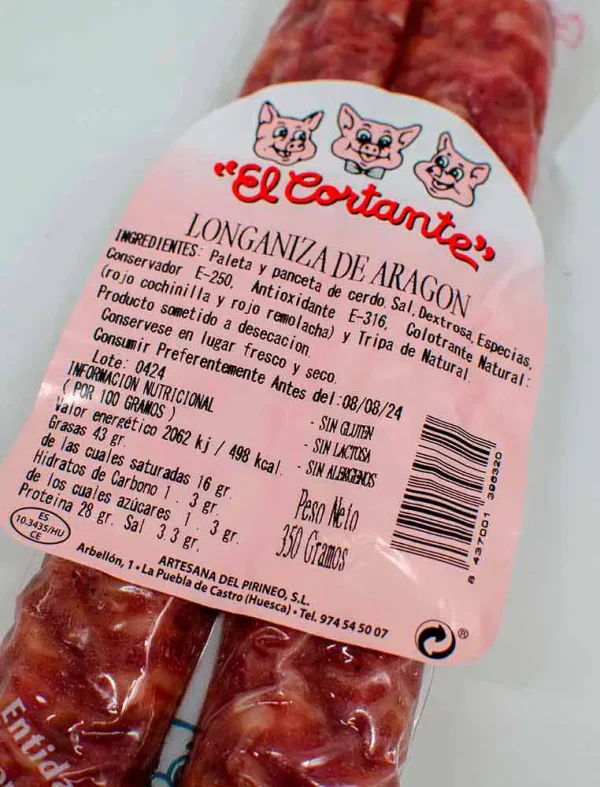 "El Cortante"
LONGANIZA DE ARAGON
INGREDIENTES: Paleta y panceta de cerdo. Sal, Dextrosa, Especias,
Conservador E-250, Antioxidante E-316, Colotrante Natural:
(rojo cochinilla y rojo remolacha) y Tripa de Natural.
Producto sometido a desecacion.
Conservese en lugar fresco y seco.
Consumir Preferentemente Antes del:08/08/24
Lote: 0424
INFORMACION NUTRICIONAL
( POR 100 GRAMOS )
Valor energético 2062 kj / 498 kcal.
Grasas 43 gr.
de las cuales saturadas 16 gr.
Hidratos de Carbono 1 . 3 gr.
de los cuales azúcares 1 . 3 gr.
Proteina 28 gr. Sal 3.3 gr.
- SIN GLUTEN
- SIN LACTOSA
- SIN ALERGENOS
Peso Neto
350 Gramos
8 437001 396320
ES
10.3435/HU
CE
ARTESANA DEL PIRINEO, S.L.
Arbellón, 1 • La Puebla de Castro (Huesca) • Tel. 974 54 50 07
®